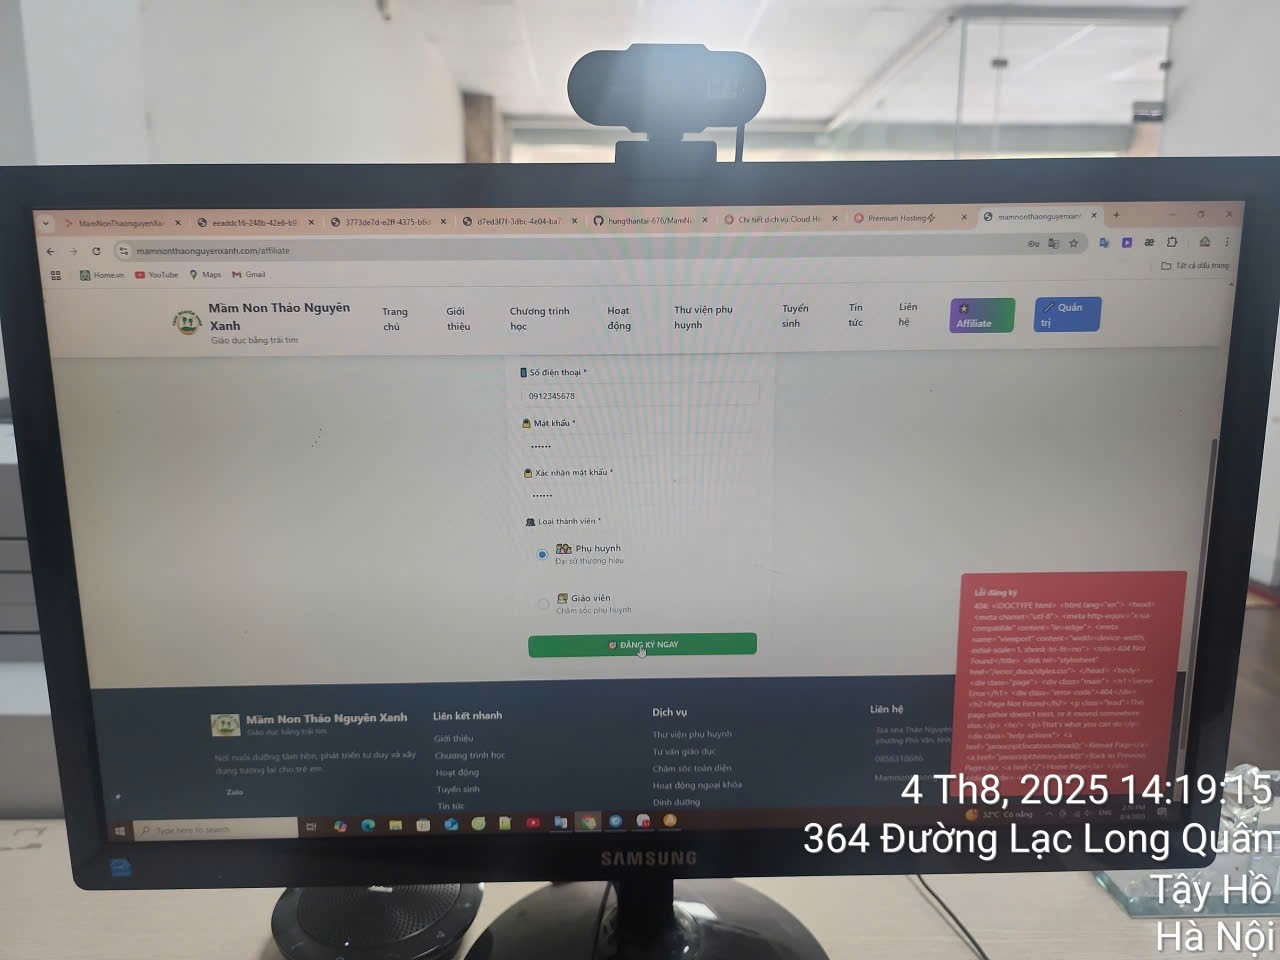 MamNonThaonguyenXa
eeaddc16-248b-42e6-b9
3773de7d-e2ff-4375-b6
d7ed3f7f-3dbc-4e04-ba7
hungthantai-676/MamN
Chi tiết dịch vụ Cloud H
Premium Hosting
mamnonthaonguyenxanh
mamnonthaonguyenxanh.com/affiliate
Home.vn
YouTube
Maps
Gmail
Tất cả dấu trang
Mầm Non Thảo Nguyên
Xanh
Giáo dục bằng trái tim
Trang
chủ
Giới
thiệu
Chương trình
học
Hoạt
động
Thư viện phụ
huynh
Tuyển
sinh
Tin
tức
Liên
hệ
Affiliate
Quản
trị
Số điện thoại *
0912345678
Mật khẩu *
••••••
Xác nhận mật khẩu *
••••••
Loại thành viên *
Phụ huynh
Đại sứ thương hiệu
Giáo viên
Chăm sóc phụ huynh
ĐĂNG KÝ NGAY
Lỗi đăng ký
404: <!DOCTYPE html> <html lang="en"> <head>
<meta charset="utf-8"> <meta http-equiv="x-ua-
compatible" content="ie=edge"> <meta
name="viewport" content="width=device-width,
initial-scale=1, shrink-to-fit=no"> <title>404 Not
Found</title> <link rel="stylesheet"
href="/error_docs/styles.css"> </head> <body>
<div class="page"> <div class="main"> <h1>Server
Error</h1> <div class="error-code">404</div>
<h2>Page Not Found</h2> <p class="lead">The
page either doesn't exist, or it moved somewhere
else.</p> <hr/> <p>That's what you can do</p>
<div class="help-actions"> <a
href="javascript:location.reload();">Reload Page</a>
<a href="javascript:history.back();">Back to Previous
Page</a> <a href="/">Home Page</a> </div>
Mầm Non Thảo Nguyên Xanh
Giáo dục bằng trái tim
Nơi nuôi dưỡng tâm hồn, phát triển tư duy và xây
dựng tương lai cho trẻ em.
Zalo
Liên kết nhanh
Giới thiệu
Chương trình học
Hoạt động
Tuyển sinh
Tin tức
Dịch vụ
Thư viện phụ huynh
Tư vấn giáo dục
Chăm sóc toàn diện
Hoạt động ngoại khóa
Dinh dưỡng
Liên hệ
Tòa nhà Thảo Nguyên
phường Phù Vân, tỉnh
0856318686
Mamnon
Type here to search
32°C Có nắng
ENG
2:19 PM
8/4/2025
SAMSUNG
4 Th8, 2025 14:19:15
364 Đường Lạc Long Quân
Tây Hồ
Hà Nội